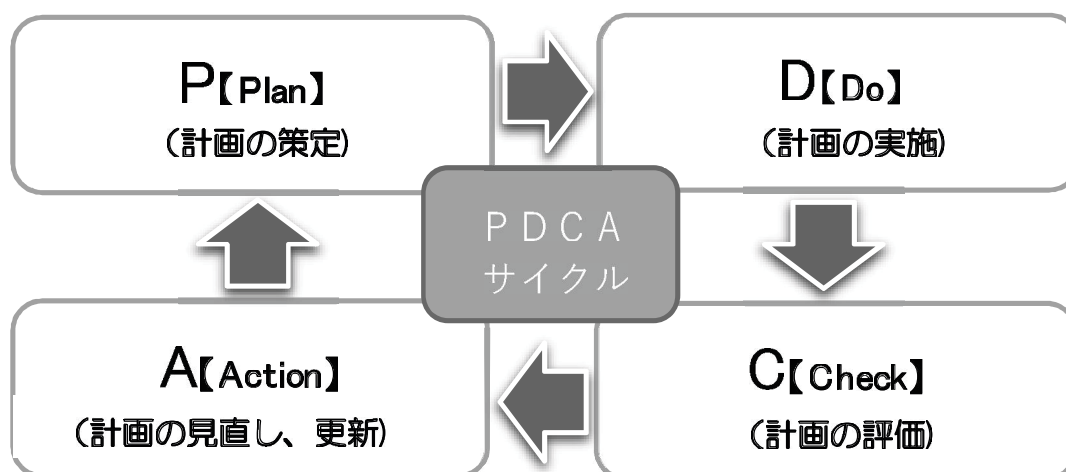 P【Plan】
(計画の策定)
D【Do】
(計画の実施)
PDCA
サイクル
A【Action】
(計画の見直し、更新)
C【Check】
(計画の評価)